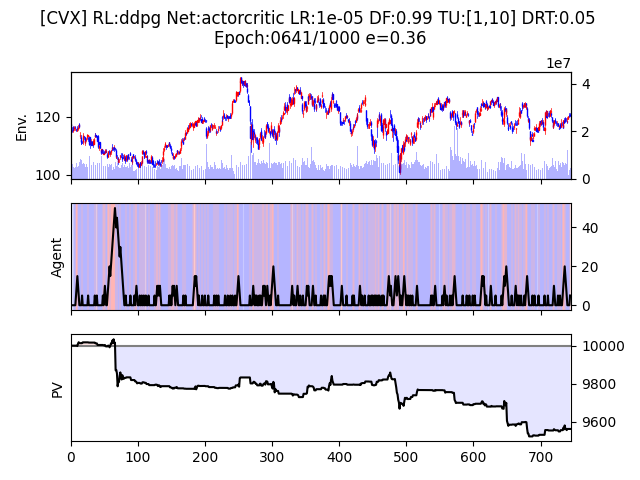 [CVX] RL:ddpg Net:actorcritic LR:1e-05 DF:0.99 TU:[1,10] DRT:0.05
Epoch:0641/1000 e=0.36
1e7
Env.
120
100
4
2
0
Agent
40
20
0
PV
10000
9800
9600
0 100 200 300 400 500 600 700